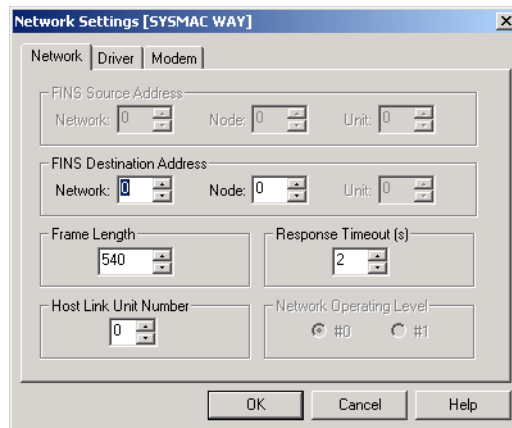 Network Settings [SYSMAC WAY]
Network Driver Modem
FINS Source Address
Network: 0 Node: 0 Unit: 0
FINS Destination Address
Network: 0 Node: 0 Unit: 0
Frame Length Response Timeout (s)
540 2
Host Link Unit Number Network Operating Level
0 #0 #1
OK Cancel Help